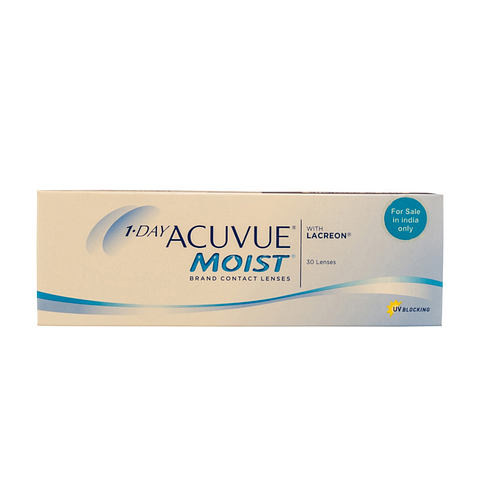 1·DAY ACUVUE®
MOIST®
BRAND CONTACT LENSES
WITH
LACREON®
30 Lenses
For Sale
in india
only
UV BLOCKING